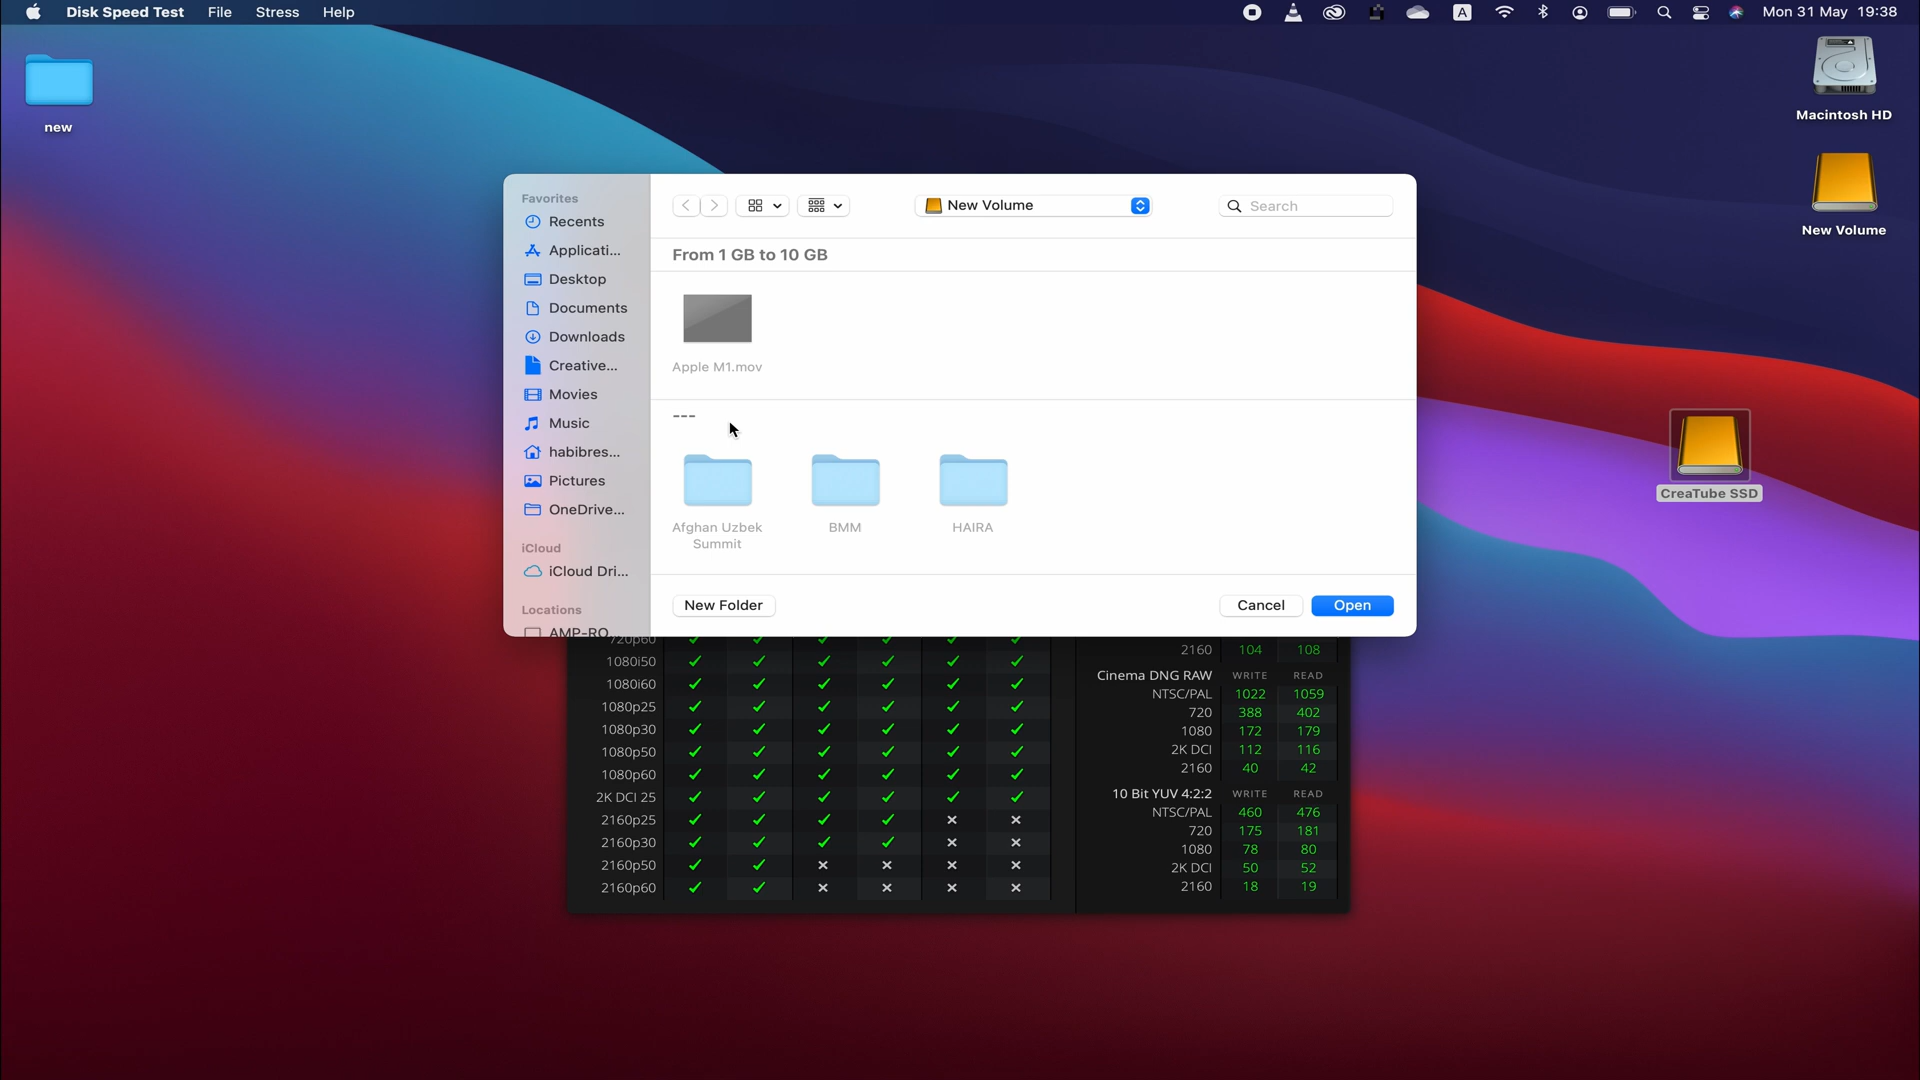 Disk Speed Test File Stress Help
A Mon 31 May 19:38
new
Macintosh HD
New Volume
CreaTube SSD
Favorites
Recents
Applicati...
Desktop
Documents
Downloads
Creative...
Movies
Music
habibres...
Pictures
OneDrive...
iCloud
iCloud Dri...
Locations
AMP-RO...
New Volume
Search
From 1 GB to 10 GB
Apple M1.mov
---
Afghan Uzbek
Summit
BMM
HAIRA
New Folder
Cancel
Open
720p60
1080i50
1080i60
1080p25
1080p30
1080p50
1080p60
2K DCI 25
2160p25
2160p30
2160p50
2160p60
2160 104 108
Cinema DNG RAW WRITE READ
NTSC/PAL 1022 1059
720 388 402
1080 172 179
2K DCI 112 116
2160 40 42
10 Bit YUV 4:2:2 WRITE READ
NTSC/PAL 460 476
720 175 181
1080 78 80
2K DCI 50 52
2160 18 19